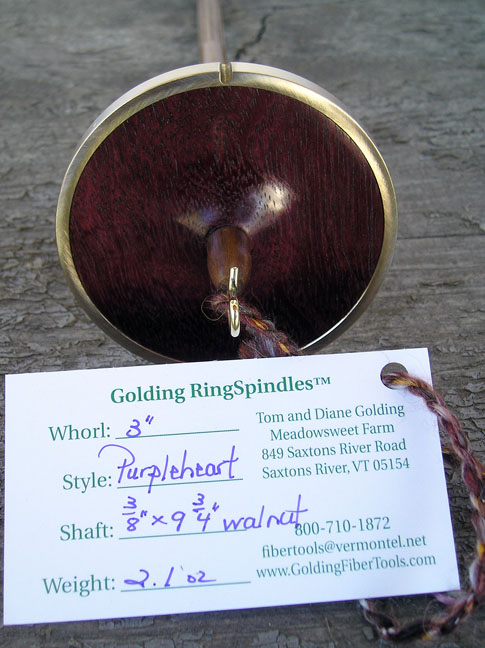 Golding RingSpindles™
Whorl: 3"
Style: Purpleheart
Shaft: 3/8" x 9 3/4" walnut
Weight: 2.1 oz
Tom and Diane Golding
Meadowsweet Farm
849 Saxtons River Road
Saxtons River, VT 05154
800-710-1872
fibertools@vermontel.net
www.GoldingFiberTools.com